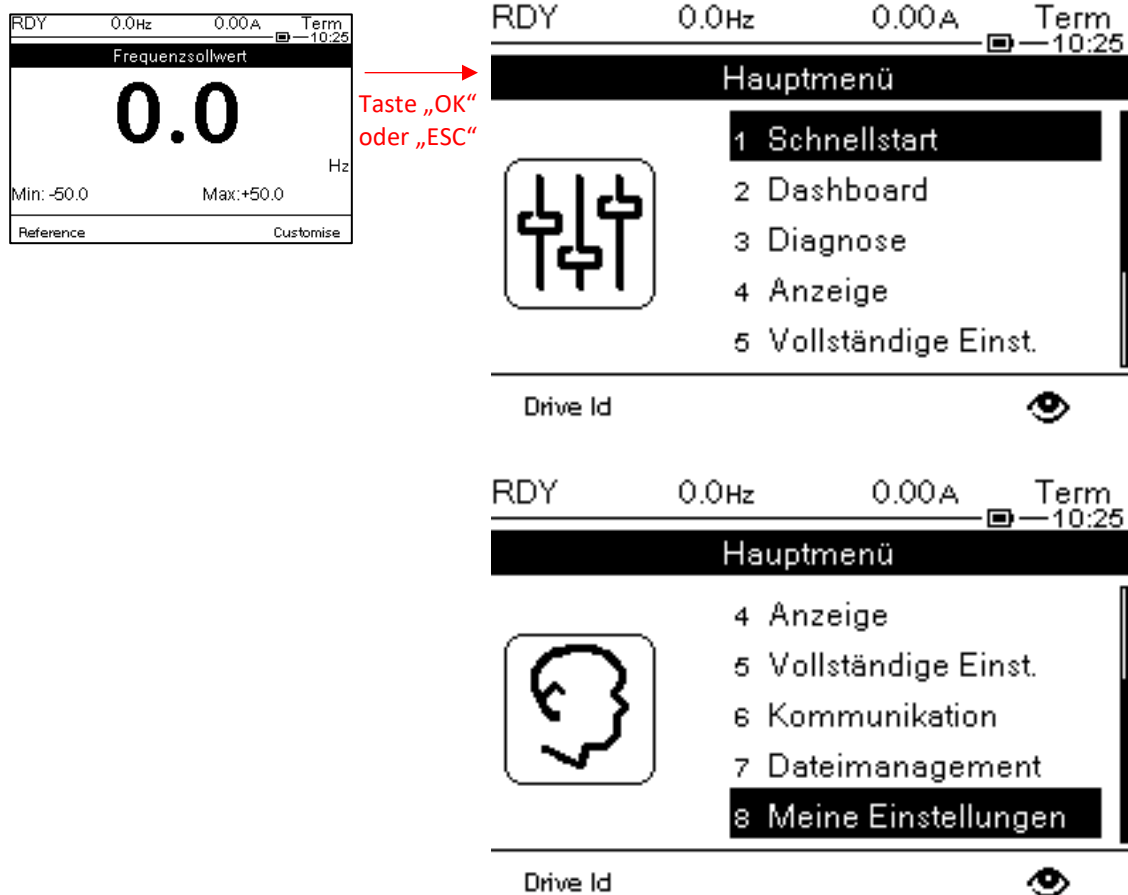 RDY 0.0Hz 0.00A Term
10:25
Frequenzsollwert
0.0
Hz
Min: -50.0 Max:+50.0
Reference Customise
Taste „OK“
oder „ESC“
RDY 0.0Hz 0.00A Term
10:25
Hauptmenü
1 Schnellstart
2 Dashboard
3 Diagnose
4 Anzeige
5 Vollständige Einst.
Drive Id
RDY 0.0Hz 0.00A Term
10:25
Hauptmenü
4 Anzeige
5 Vollständige Einst.
6 Kommunikation
7 Dateimanagement
8 Meine Einstellungen
Drive Id